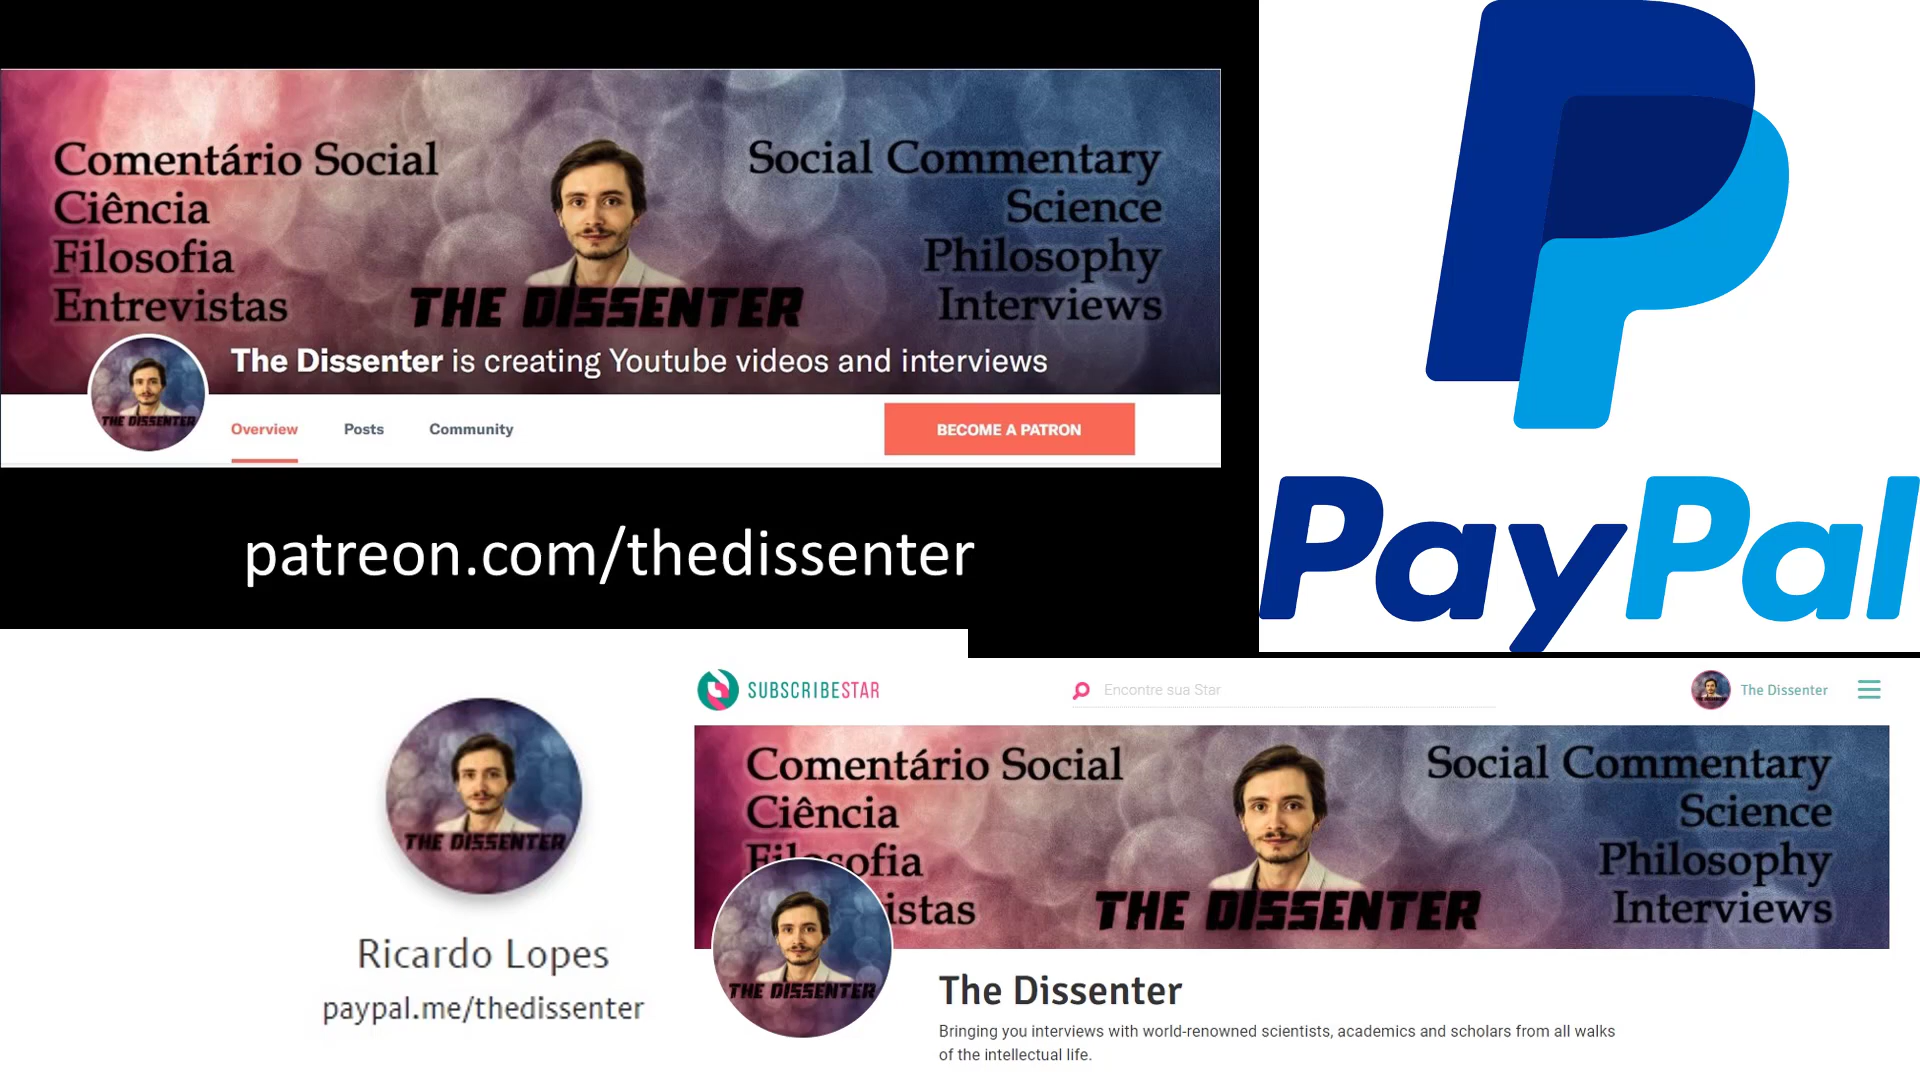 Comentário Social
Ciência
Filosofia
Entrevistas
Social Commentary
Science
Philosophy
Interviews
THE DISSENTER
The Dissenter is creating Youtube videos and interviews
THE DISSENTER
Overview
Posts
Community
BECOME A PATRON
patreon.com/thedissenter
PayPal
THE DISSENTER
Ricardo Lopes
paypal.me/thedissenter
SUBSCRIBESTAR
Encontre sua Star
The Dissenter
Comentário Social
Ciência
Filosofia
istas
Social Commentary
Science
Philosophy
Interviews
THE DISSENTER
THE DISSENTER
The Dissenter
Bringing you interviews with world-renowned scientists, academics and scholars from all walks
of the intellectual life.